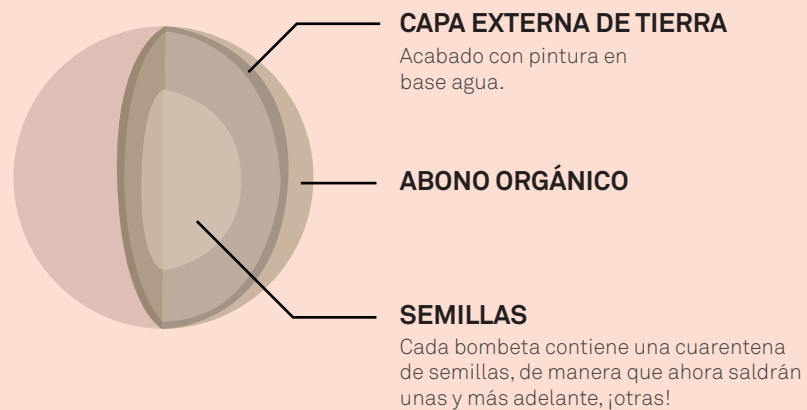 CAPA EXTERNA DE TIERRA
Acabado con pintura en
base agua.
ABONO ORGÁNICO
SEMILLAS
Cada bombeta contiene una cuarentena
de semillas, de manera que ahora saldrán
unas y más adelante, ¡otras!